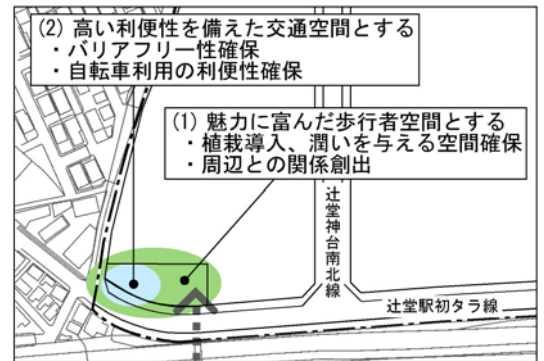 (2) 高い利便性を備えた交通空間とする
・バリアフリー性確保
・自転車利用の利便性確保
(1) 魅力に富んだ歩行者空間とする
・植栽導入、潤いを与える空間確保
・周辺との関係創出
辻堂神台南北線
辻堂駅初タラ線